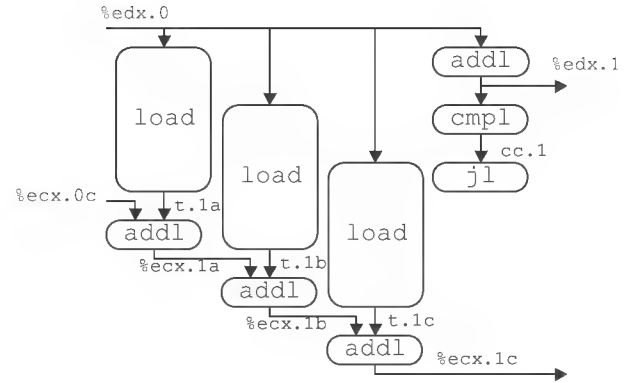 %edx.0
addl
%edx.1
load
cmpl
load
cc.1
jl
%ecx.0c
t.1a
load
addl
%ecx.1a
t.1b
addl
%ecx.1b
t.1c
addl
%ecx.1c